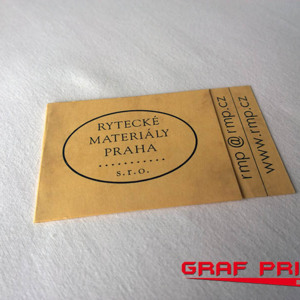 RYTECKÉ
MATERIÁLY
PRAHA
...........
s.r.o.
rmp@rmp.cz
www.rmp.cz
GRAF PRI